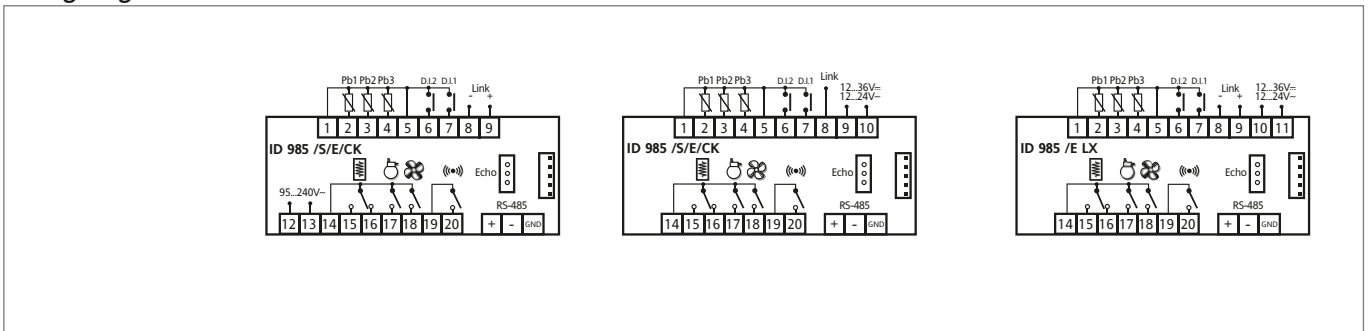 Pb1 Pb2 Pb3 D.I.2 D.I.1 Link
- +
1 2 3 4 5 6 7 8 9
ID 985 /S/E/CK
Echo
95...240V~
RS-485
12 13 14 15 16 17 18 19 20 + - GND
Pb1 Pb2 Pb3 D.I.2 D.I.1 Link
12...36V⎓
12...24V~
1 2 3 4 5 6 7 8 9 10
ID 985 /S/E/CK
Echo
RS-485
14 15 16 17 18 19 20 + - GND
Pb1 Pb2 Pb3 D.I.2 D.I.1 Link
- +
12...36V⎓
12...24V~
1 2 3 4 5 6 7 8 9 10 11
ID 985 /E LX
Echo
RS-485
14 15 16 17 18 19 20 + - GND